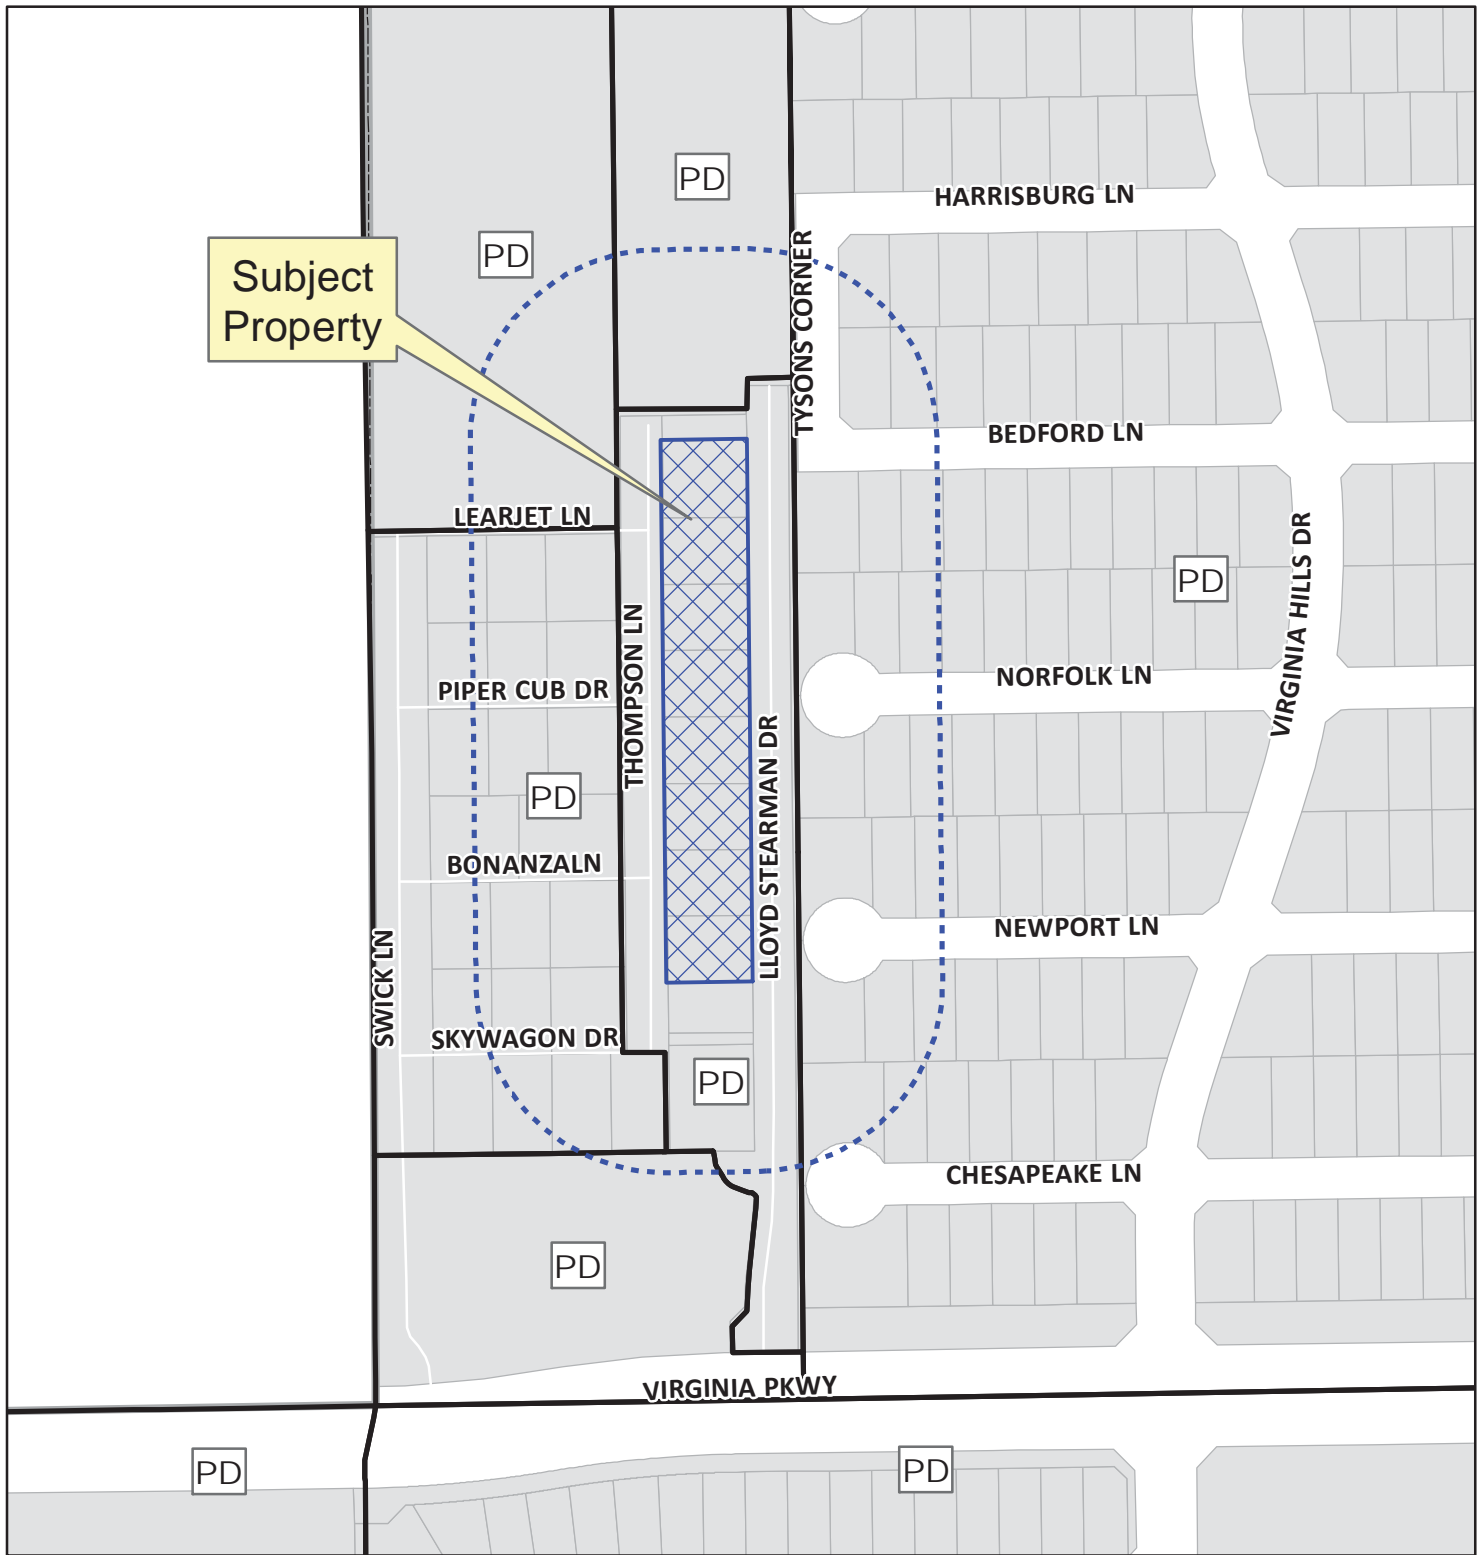 PD
HARRISBURG LN
PD
Subject
Property
TYSONS CORNER
BEDFORD LN
LEARJET LN
PD
VIRGINIA HILLS DR
THOMPSON LN
NORFOLK LN
PIPER CUB DR
LLOYD STEARMAN DR
PD
BONANZALN
NEWPORT LN
SWICK LN
SKYWAGON DR
PD
CHESAPEAKE LN
PD
VIRGINIA PKWY
PD
PD